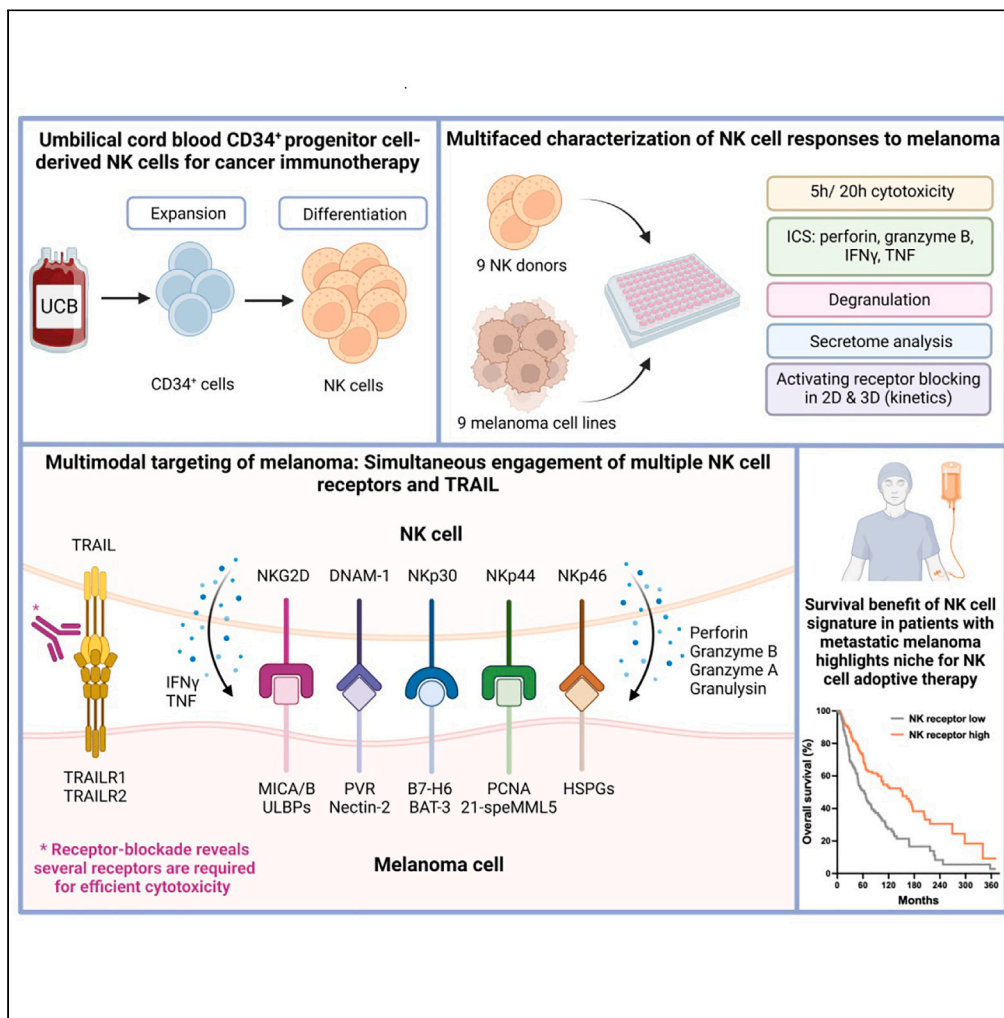 Umbilical cord blood CD34⁺ progenitor cell-
derived NK cells for cancer immunotherapy
Expansion
Differentiation
UCB
CD34⁺ cells
NK cells
Multifaced characterization of NK cell responses to melanoma
9 NK donors
9 melanoma cell lines
5h/ 20h cytotoxicity
ICS: perforin, granzyme B,
IFNγ, TNF
Degranulation
Secretome analysis
Activating receptor blocking
in 2D & 3D (kinetics)
Multimodal targeting of melanoma: Simultaneous engagement of multiple NK cell
receptors and TRAIL
NK cell
TRAIL
NKG2D
DNAM-1
NKp30
NKp44
NKp46
*
IFNγ
TNF
Perforin
Granzyme B
Granzyme A
Granulysin
TRAILR1
TRAILR2
MICA/B
ULBPs
PVR
Nectin-2
B7-H6
BAT-3
PCNA
21-speMML5
HSPGs
* Receptor-blockade reveals
several receptors are required
for efficient cytotoxicity
Melanoma cell
Survival benefit of NK cell
signature in patients with
metastatic melanoma
highlights niche for NK
cell adoptive therapy
NK receptor low
NK receptor high
Overall survival (%)
100
80
60
40
20
0
0 60 120 180 240 300 360
Months